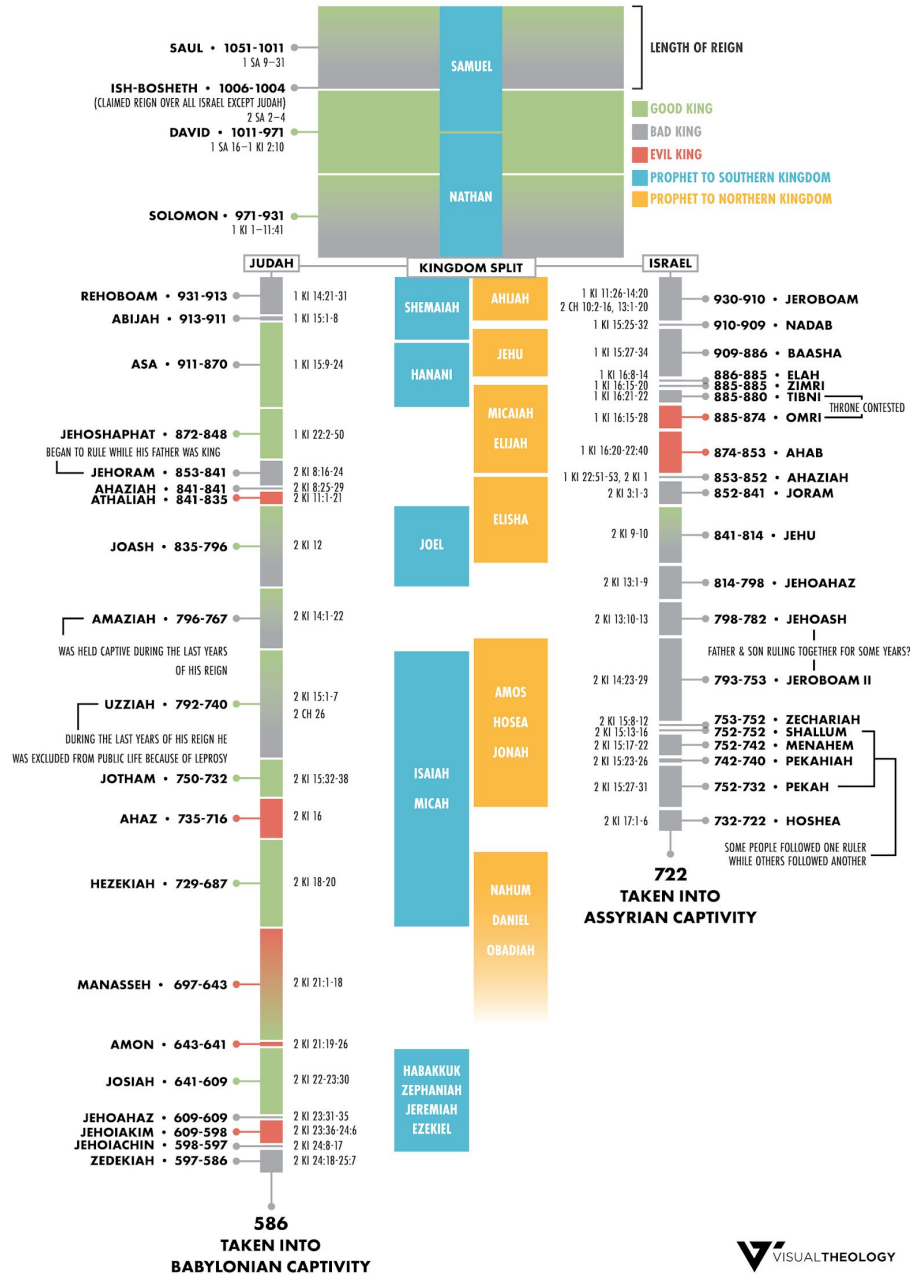 SAUL • 1051-1011
1 SA 9–31
ISH-BOSHETH • 1006-1004
(CLAIMED REIGN OVER ALL ISRAEL EXCEPT JUDAH)
2 SA 2–4
DAVID • 1011-971
1 SA 16–1 KI 2:10
SOLOMON • 971-931
1 KI 1–11:41
SAMUEL
NATHAN
LENGTH OF REIGN
GOOD KING
BAD KING
EVIL KING
PROPHET TO SOUTHERN KINGDOM
PROPHET TO NORTHERN KINGDOM
JUDAH
KINGDOM SPLIT
ISRAEL
REHOBOAM • 931-913
1 KI 14:21-31
ABIJAH • 913-911
1 KI 15:1-8
ASA • 911-870
1 KI 15:9-24
JEHOSHAPHAT • 872-848
1 KI 22:2-50
BEGAN TO RULE WHILE HIS FATHER WAS KING
JEHORAM • 853-841
2 KI 8:16-24
AHAZIAH • 841-841
2 KI 8:25-29
ATHALIAH • 841-835
2 KI 11:1-21
JOASH • 835-796
2 KI 12
AMAZIAH • 796-767
2 KI 14:1-22
WAS HELD CAPTIVE DURING THE LAST YEARS
OF HIS REIGN
UZZIAH • 792-740
2 KI 15:1-7
2 CH 26
DURING THE LAST YEARS OF HIS REIGN HE
WAS EXCLUDED FROM PUBLIC LIFE BECAUSE OF LEPROSY
JOTHAM • 750-732
2 KI 15:32-38
AHAZ • 735-716
2 KI 16
HEZEKIAH • 729-687
2 KI 18-20
MANASSEH • 697-643
2 KI 21:1-18
AMON • 643-641
2 KI 21:19-26
JOSIAH • 641-609
2 KI 22-23:30
JEHOAHAZ • 609-609
2 KI 23:31-35
JEHOIAKIM • 609-598
2 KI 23:36-24:6
JEHOIACHIN • 598-597
2 KI 24:8-17
ZEDEKIAH • 597-586
2 KI 24:18-25:7
586
TAKEN INTO
BABYLONIAN CAPTIVITY
SHEMAIAH
HANANI
JOEL
ISAIAH
MICAH
HABAKKUK
ZEPHANIAH
JEREMIAH
EZEKIEL
AHIJAH
JEHU
MICAIAH
ELIJAH
ELISHA
AMOS
HOSEA
JONAH
NAHUM
DANIEL
OBADIAH
1 KI 11:26-14:20
2 CH 10:2-16, 13:1-20
930-910 • JEROBOAM
1 KI 15:25-32
910-909 • NADAB
1 KI 15:27-34
909-886 • BAASHA
1 KI 16:8-14
886-885 • ELAH
1 KI 16:15-20
885-885 • ZIMRI
1 KI 16:21-22
885-880 • TIBNI
THRONE CONTESTED
1 KI 16:15-28
885-874 • OMRI
1 KI 16:20-22:40
874-853 • AHAB
1 KI 22:51-53, 2 KI 1
853-852 • AHAZIAH
2 KI 3:1-3
852-841 • JORAM
2 KI 9-10
841-814 • JEHU
2 KI 13:1-9
814-798 • JEHOAHAZ
2 KI 13:10-13
798-782 • JEHOASH
FATHER & SON RULING TOGETHER FOR SOME YEARS?
2 KI 14:23-29
793-753 • JEROBOAM II
2 KI 15:8-12
753-752 • ZECHARIAH
2 KI 15:13-16
752-752 • SHALLUM
2 KI 15:17-22
752-742 • MENAHEM
2 KI 15:23-26
742-740 • PEKAHIAH
2 KI 15:27-31
752-732 • PEKAH
2 KI 17:1-6
732-722 • HOSHEA
SOME PEOPLE FOLLOWED ONE RULER
WHILE OTHERS FOLLOWED ANOTHER
722
TAKEN INTO
ASSYRIAN CAPTIVITY
VISUALTHEOLOGY